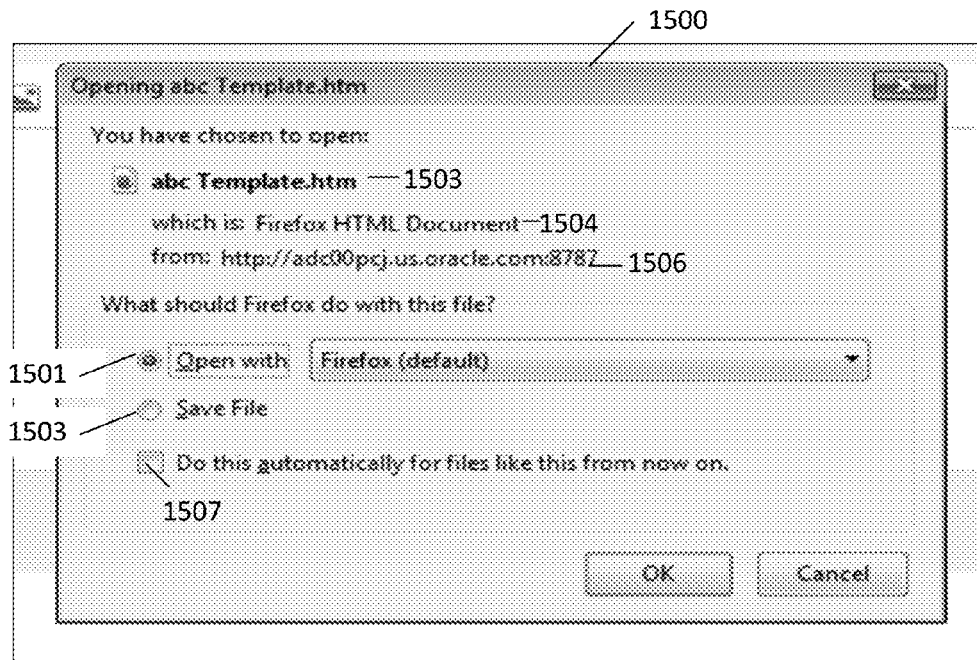 1500
Opening abc Template.htm
You have chosen to open:
abc Template.htm 1503
which is: Firefox HTML Document 1504
from: http://adc00pcj.us.oracle.com:8787 1506
What should Firefox do with this file?
1501 Open with Firefox (default)
1503 Save File
Do this automatically for files like this from now on.
1507
OK Cancel